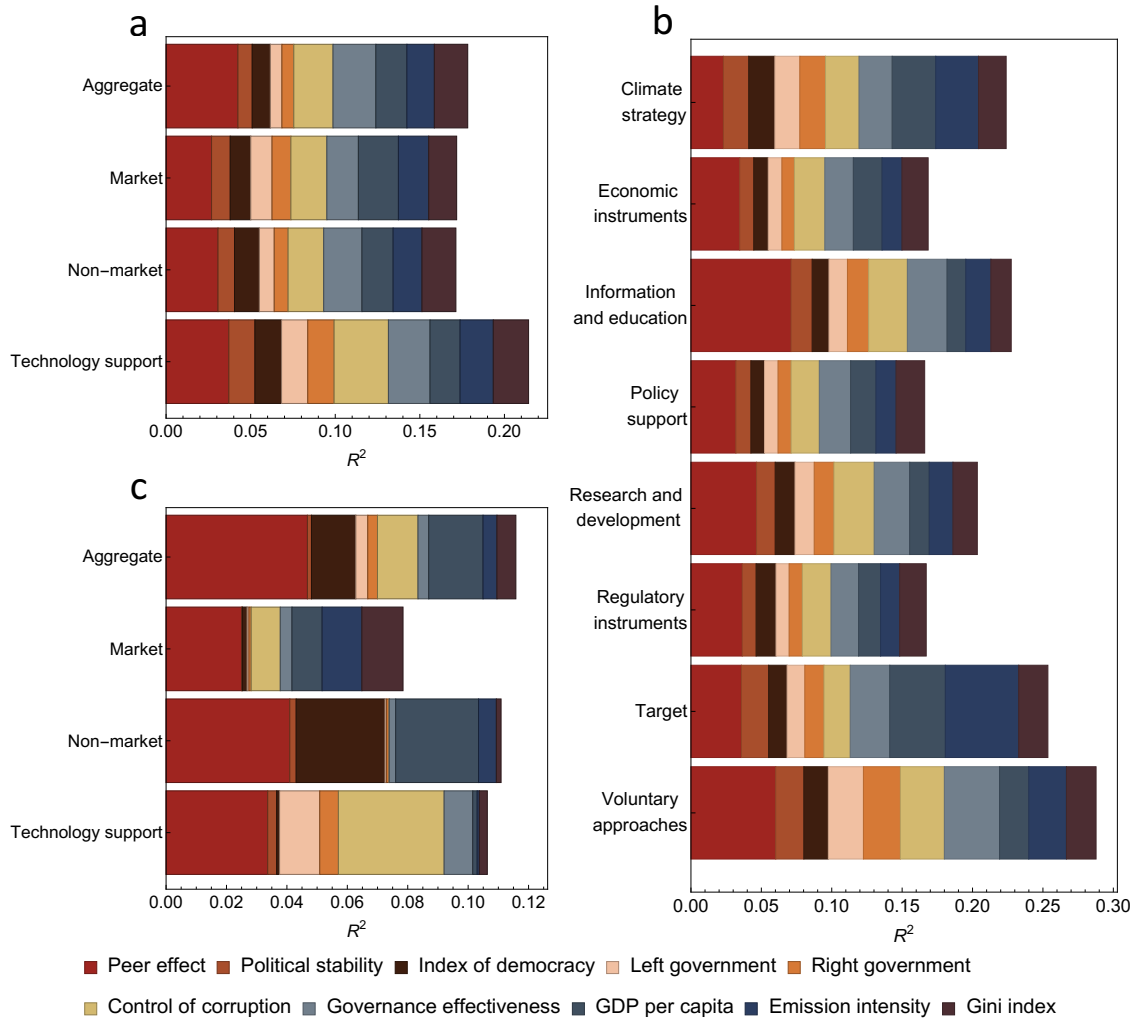 a
Aggregate
Market
Non−market
Technology support
0.00 0.05 0.10 0.15 0.20
R²
b
Climate
strategy
Economic
instruments
Information
and education
Policy
support
Research and
development
Regulatory
instruments
Target
Voluntary
approaches
0.00 0.05 0.10 0.15 0.20 0.25 0.30
R²
c
Aggregate
Market
Non−market
Technology support
0.00 0.02 0.04 0.06 0.08 0.10 0.12
R²
Peer effect Political stability Index of democracy Left government Right government
Control of corruption Governance effectiveness GDP per capita Emission intensity Gini index